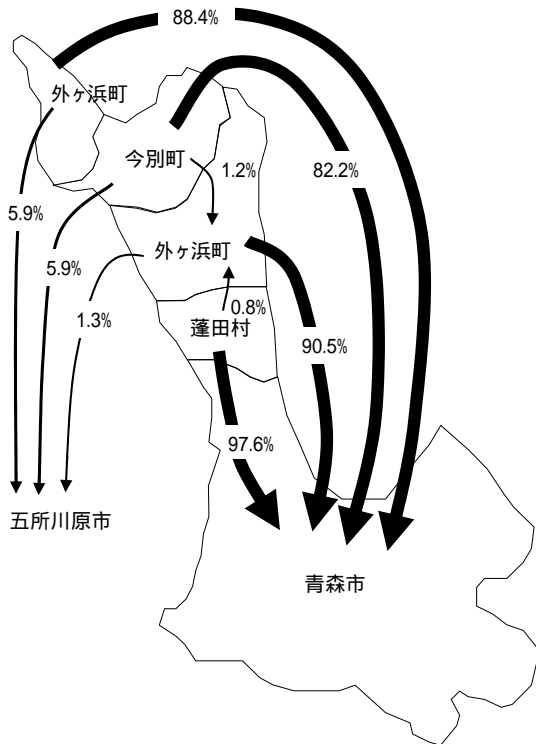 88.4%
外ヶ浜町
今別町
1.2%
82.2%
5.9%
外ヶ浜町
5.9%
0.8%
1.3%
蓬田村
90.5%
97.6%
五所川原市
青森市